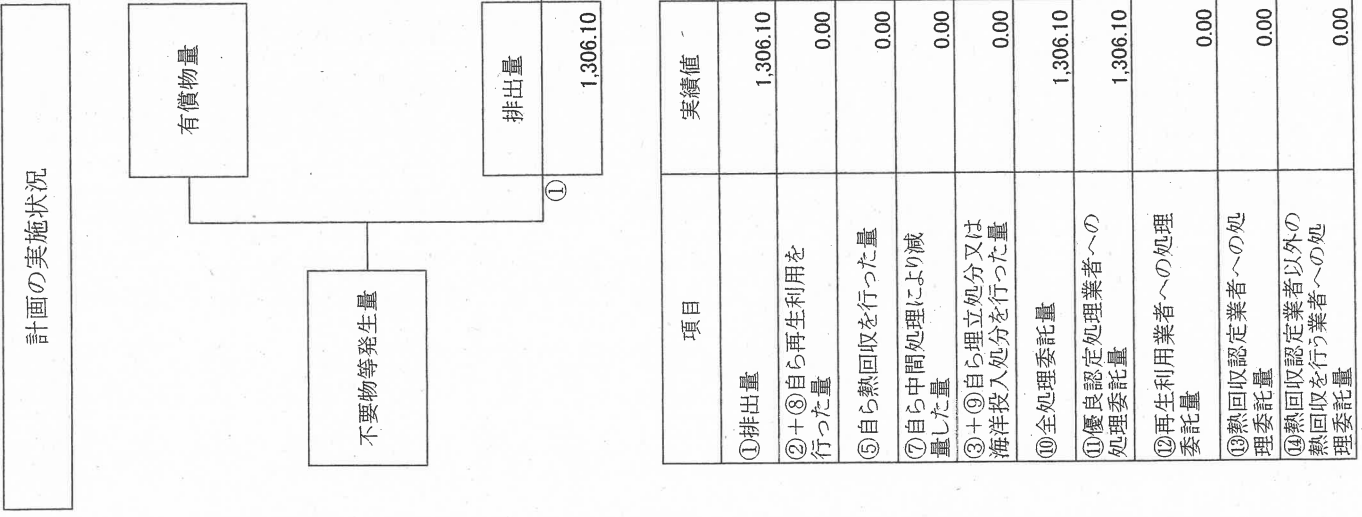 計画の実施状況
有償物量
不要物等発生量
排出量
①
1,306.10
項目
実績値
①排出量
1,306.10
②+⑧自ら再生利用を
行った量
0.00
⑤自ら熱回収を行った量
0.00
⑦自ら中間処理により減
量した量
0.00
③+⑨自ら埋立処分又は
海洋投入処分を行った量
0.00
⑩全処理委託量
1,306.10
⑪優良認定処理業者への
処理委託量
1,306.10
⑫再生利用業者への処理
委託量
0.00
⑬熱回収認定業者への処
理委託量
0.00
⑭熱回収認定業者以外の
熱回収を行う業者への処
理委託量
0.00